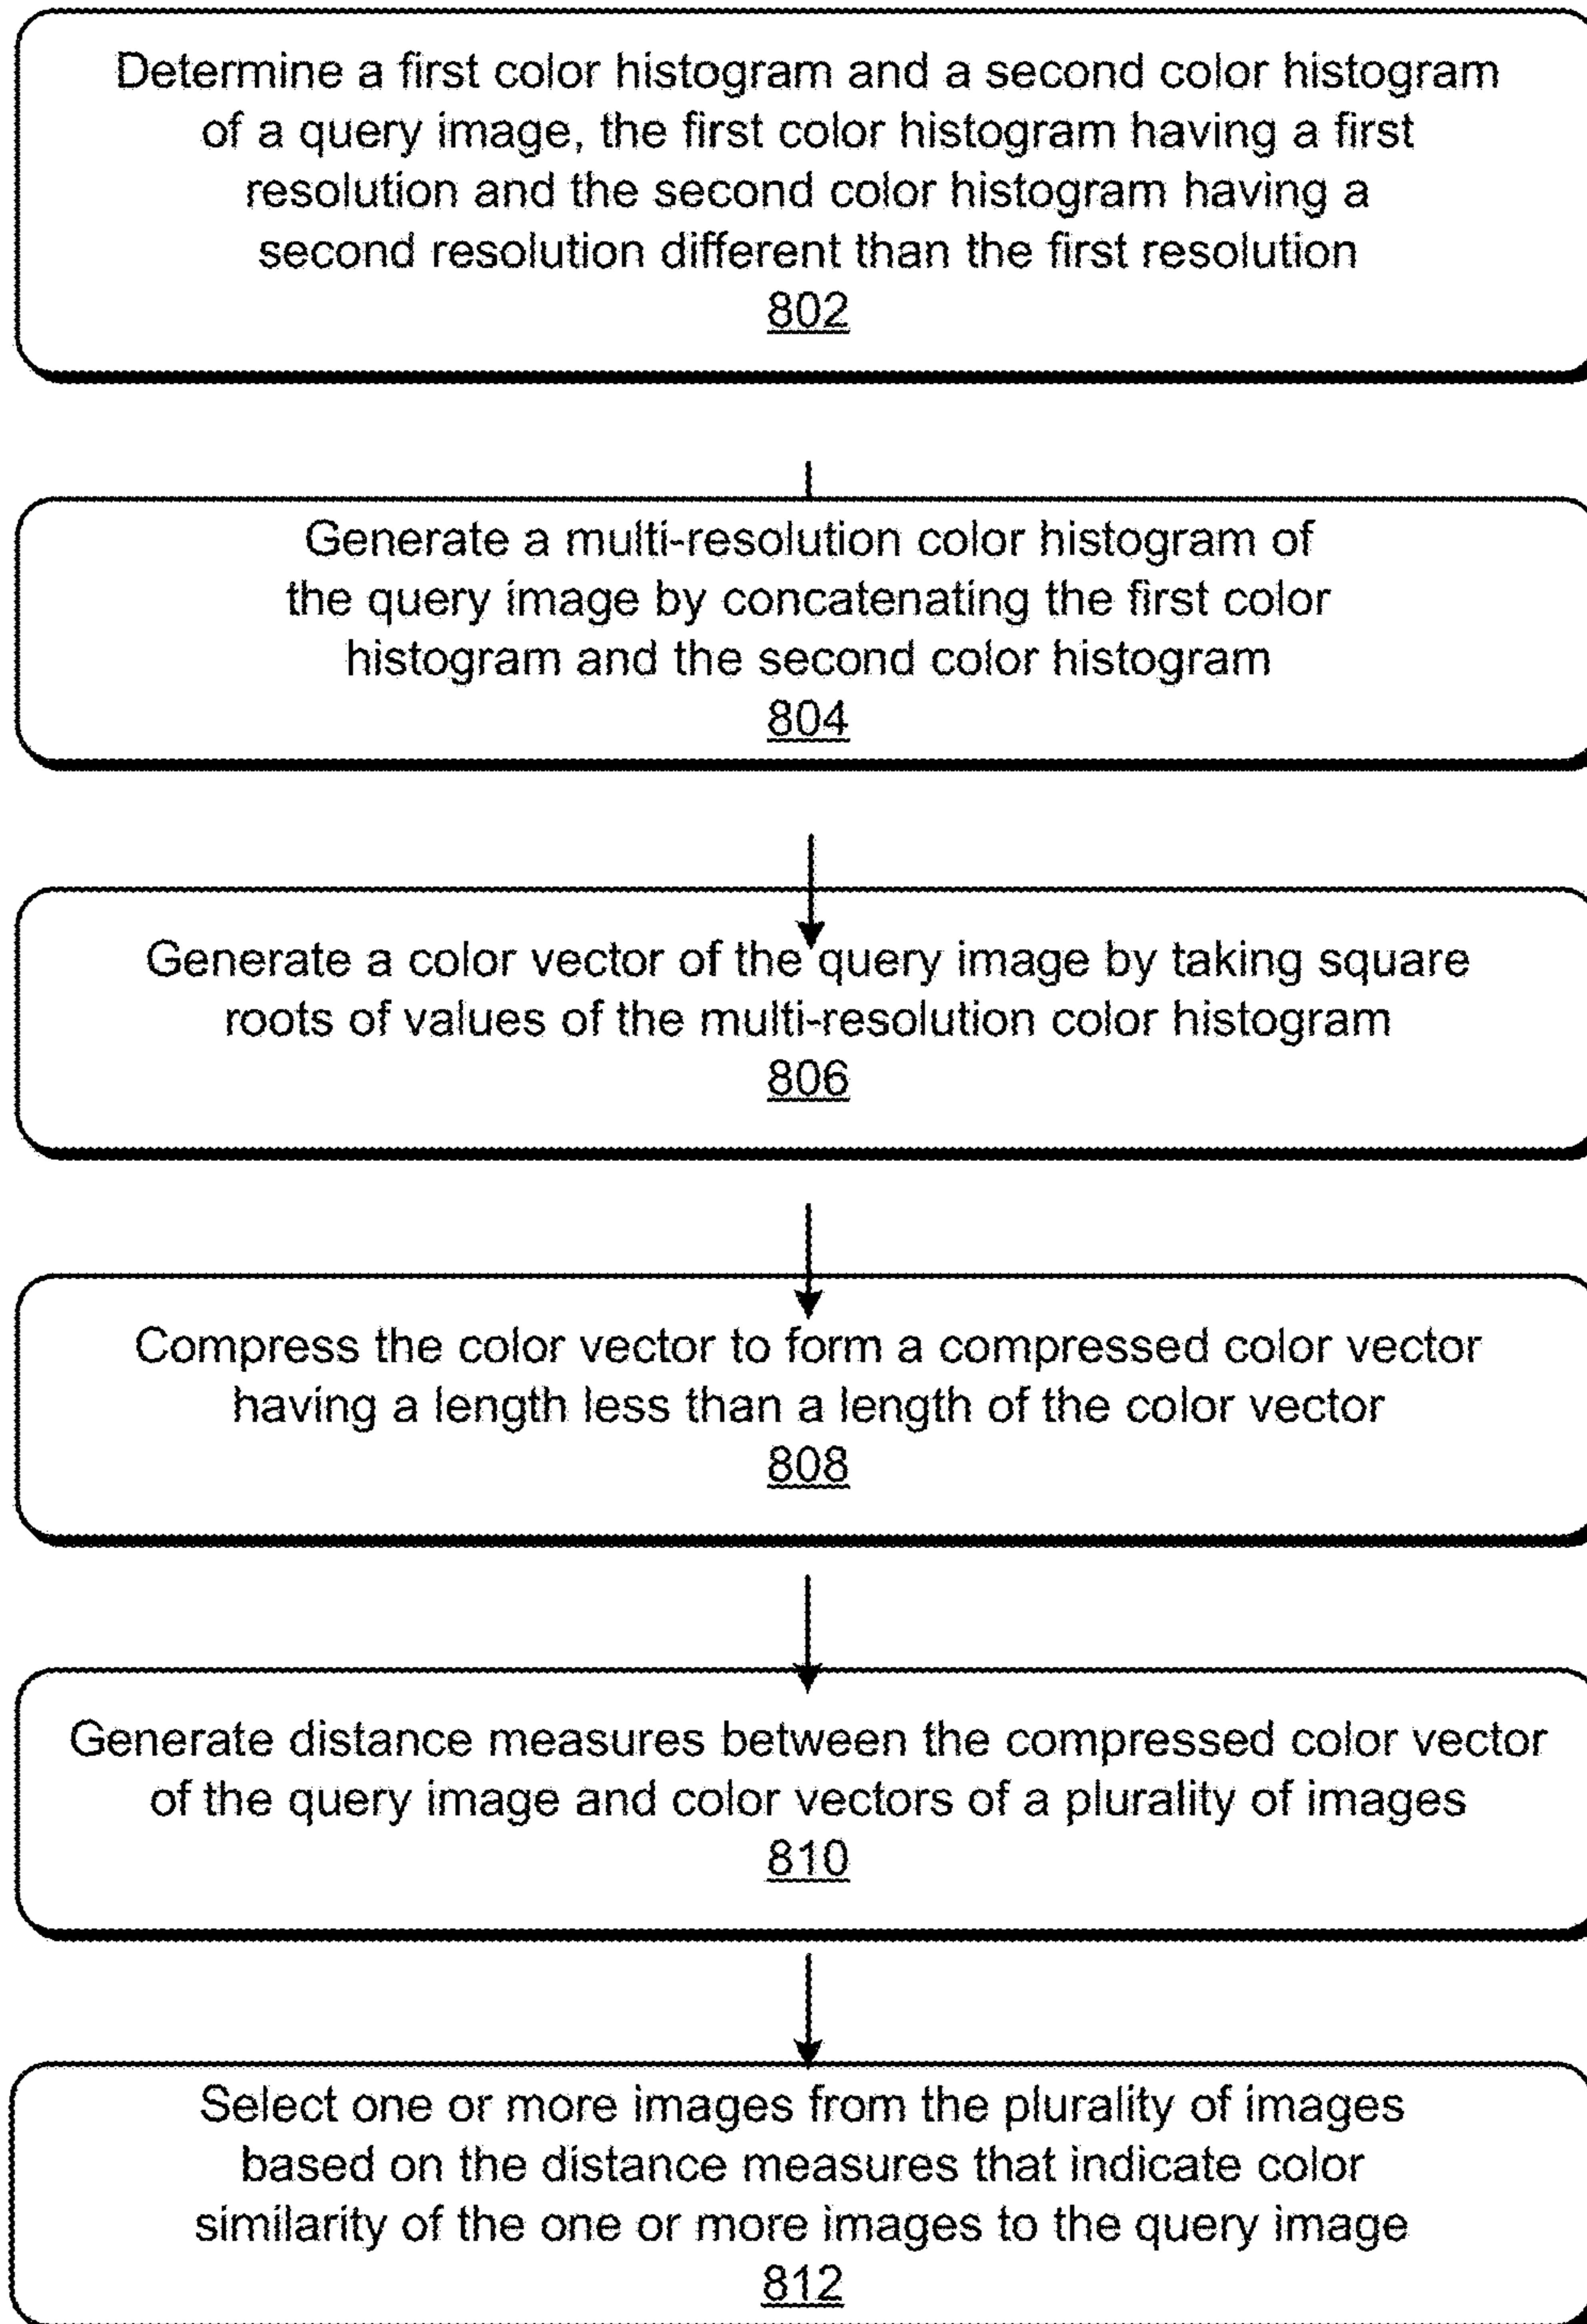 Determine a first color histogram and a second color histogram
of a query image, the first color histogram having a first
resolution and the second color histogram having a
second resolution different than the first resolution
802
Generate a multi-resolution color histogram of
the query image by concatenating the first color
histogram and the second color histogram
804
Generate a color vector of the query image by taking square
roots of values of the multi-resolution color histogram
806
Compress the color vector to form a compressed color vector
having a length less than a length of the color vector
808
Generate distance measures between the compressed color vector
of the query image and color vectors of a plurality of images
810
Select one or more images from the plurality of images
based on the distance measures that indicate color
similarity of the one or more images to the query image
812